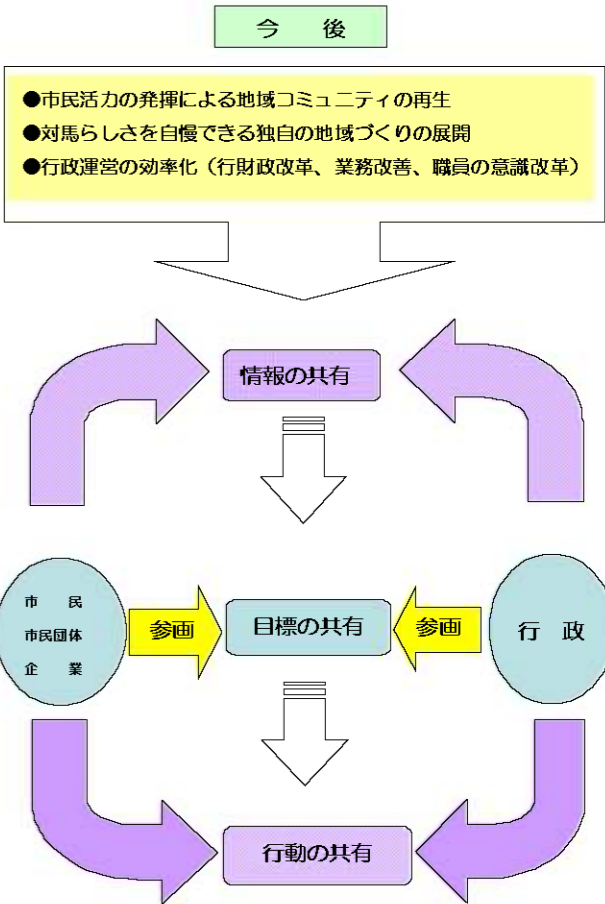 今　後
●市民活力の発揮による地域コミュニティの再生
●対馬らしさを自慢できる独自の地域づくりの展開
●行政運営の効率化（行財政改革、業務改善、職員の意識改革）
情報の共有
市　民
市民団体
企　業
参画
目標の共有
参画
行　政
行動の共有